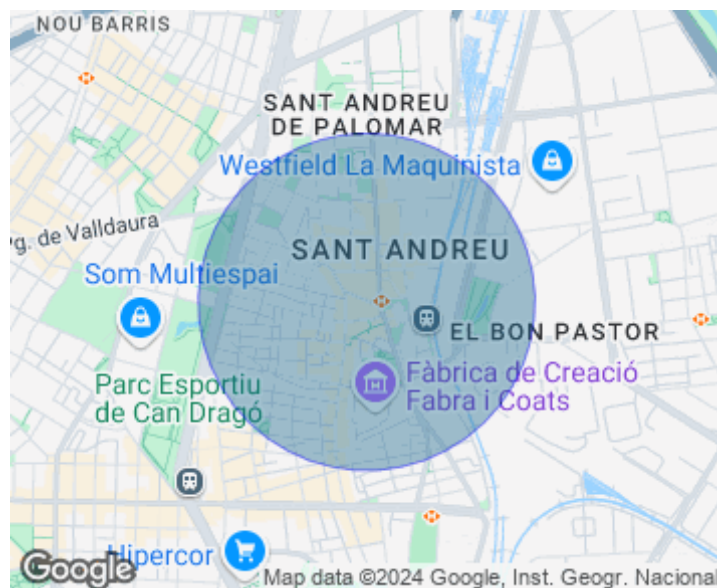 NOU BARRIS
SANT ANDREU
DE PALOMAR
Westfield La Maquinista
Pg. de Valldaura
SANT ANDREU
Som Multiespai
EL BON PASTOR
Parc Esportiu
de Can Dragó
Fàbrica de Creació
Fabra i Coats
Hipercor
Google
Map data ©2024 Google, Inst. Geogr. Nacional